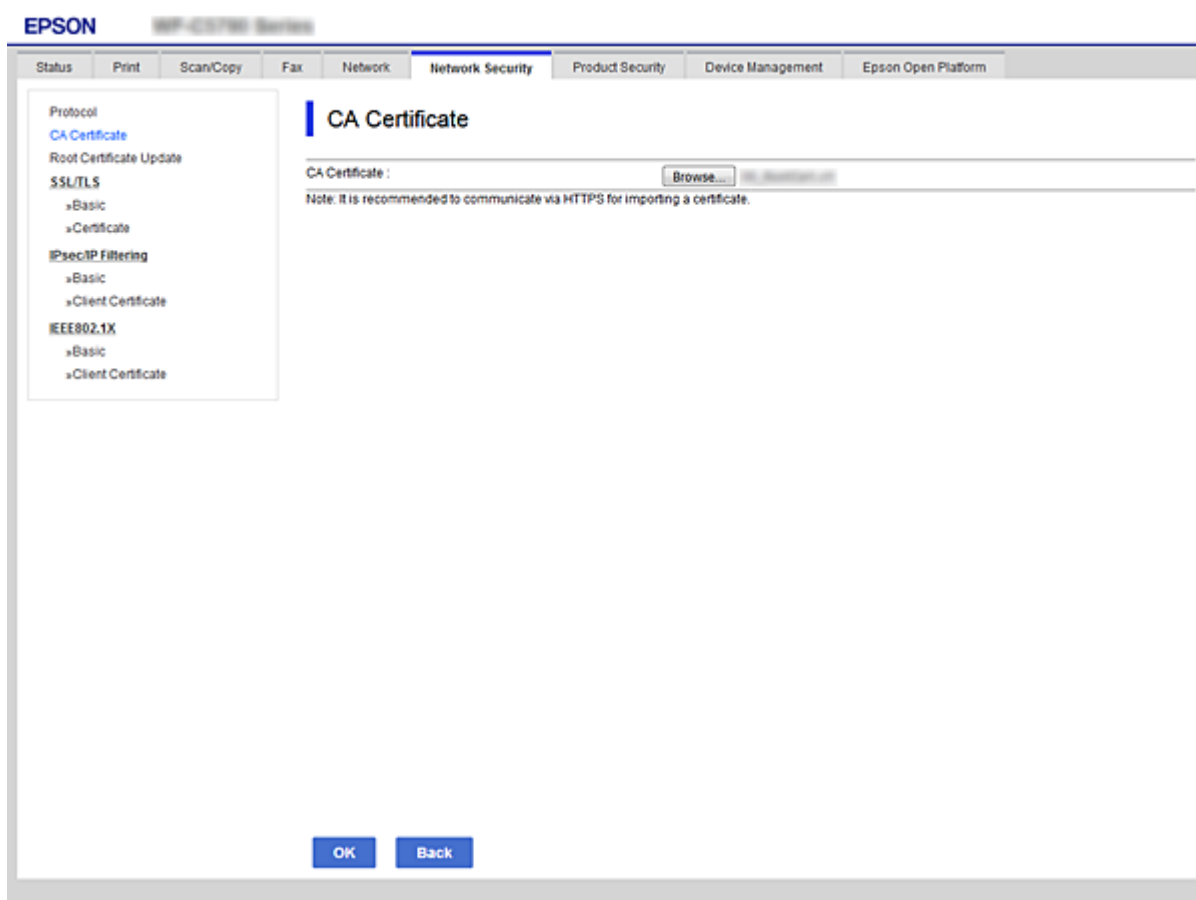 EPSON
Status Print Scan/Copy Fax Network Network Security Product Security Device Management Epson Open Platform
Protocol
CA Certificate
Root Certificate Update
SSL/TLS
»Basic
»Certificate
IPsec/IP Filtering
»Basic
»Client Certificate
IEEE802.1X
»Basic
»Client Certificate
CA Certificate
CA Certificate : Browse...
Note: It is recommended to communicate via HTTPS for importing a certificate.
OK Back